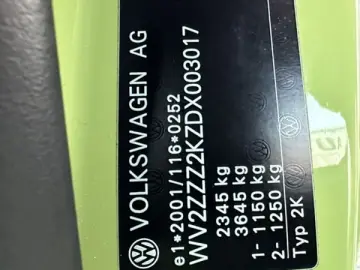 VOLKSWAGEN AG
e1*2001/116*0252
WV2ZZZ2KZDX003017
2345 kg
3645 kg
1- 1150 kg
2- 1250 kg
Typ 2K